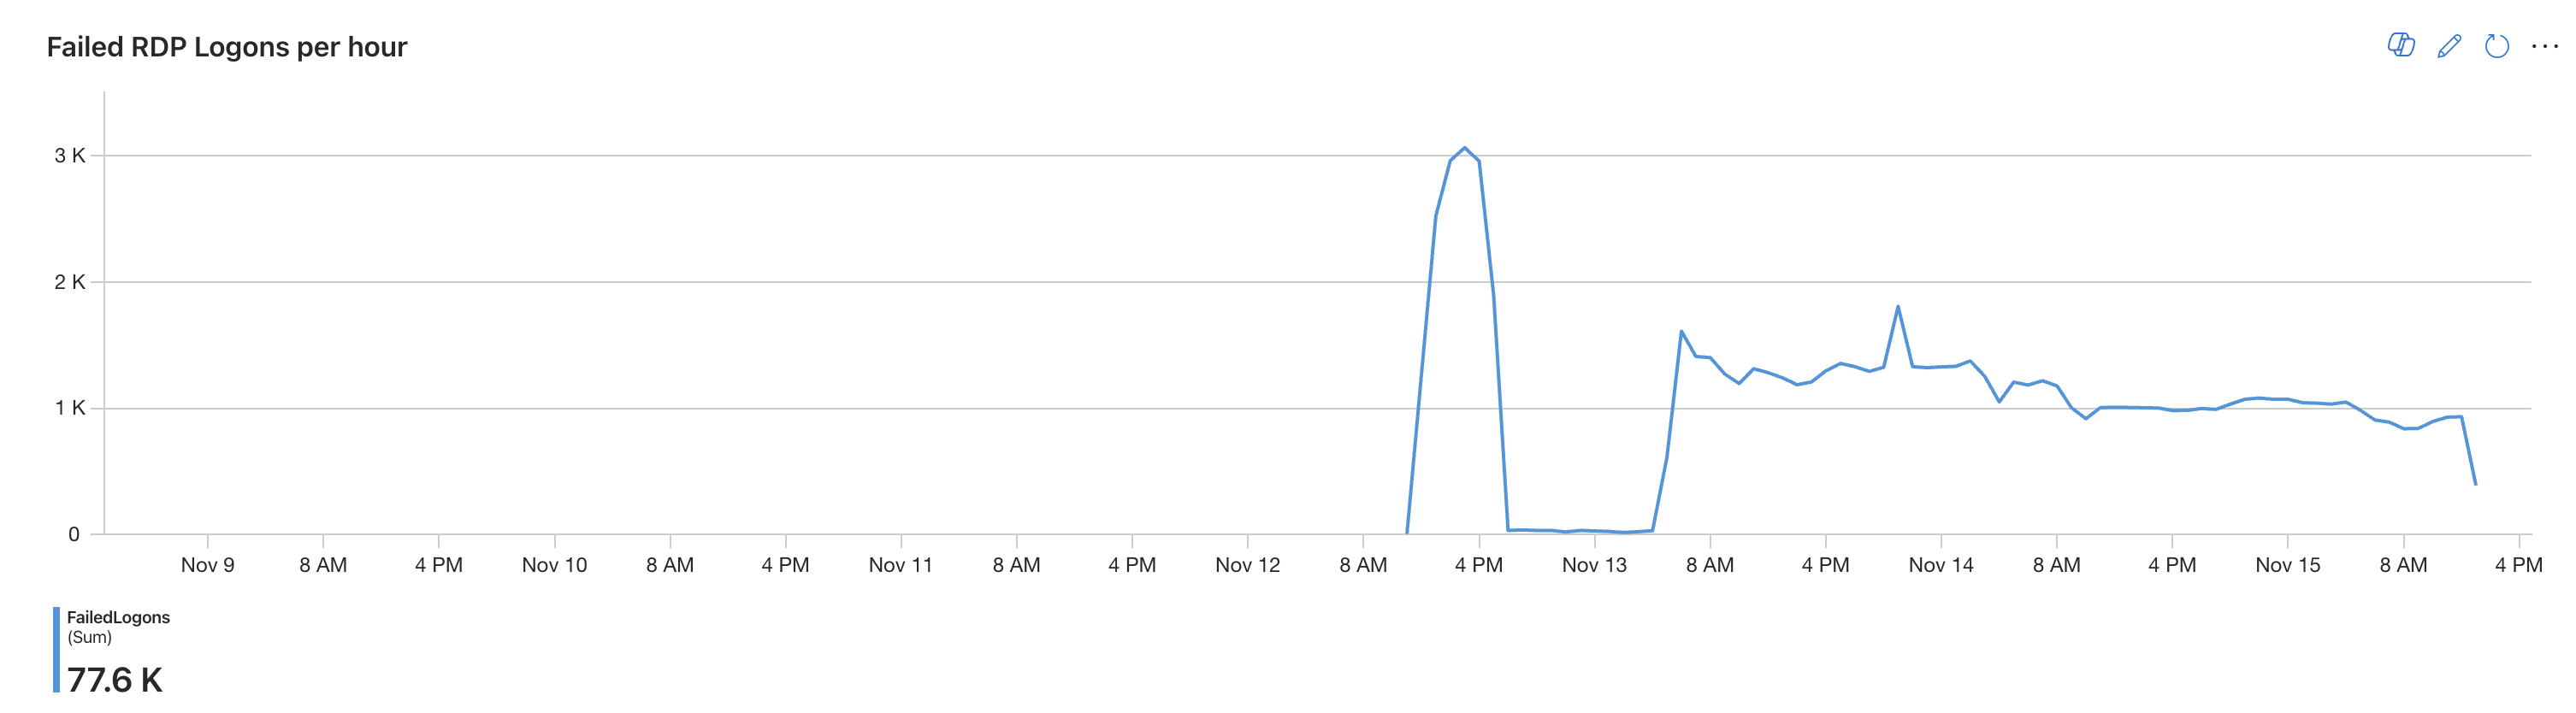 Failed RDP Logons per hour
3 K
2 K
1 K
0
Nov 9 8 AM 4 PM Nov 10 8 AM 4 PM Nov 11 8 AM 4 PM Nov 12 8 AM 4 PM Nov 13 8 AM 4 PM Nov 14 8 AM 4 PM Nov 15 8 AM 4 PM
FailedLogons
(Sum)
77.6 K